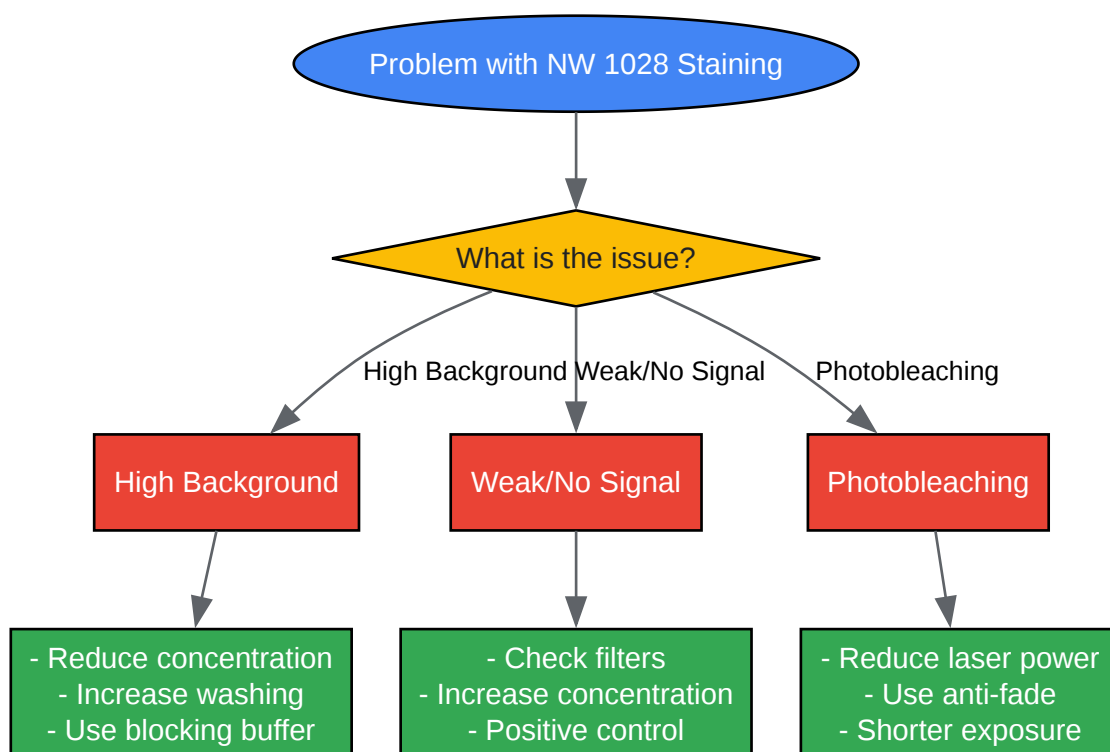 Problem with NW 1028 Staining
What is the issue?
High Background
Weak/No Signal
Photobleaching
High Background
Weak/No Signal
Photobleaching
- Reduce concentration
- Increase washing
- Use blocking buffer
- Check filters
- Increase concentration
- Positive control
- Reduce laser power
- Use anti-fade
- Shorter exposure